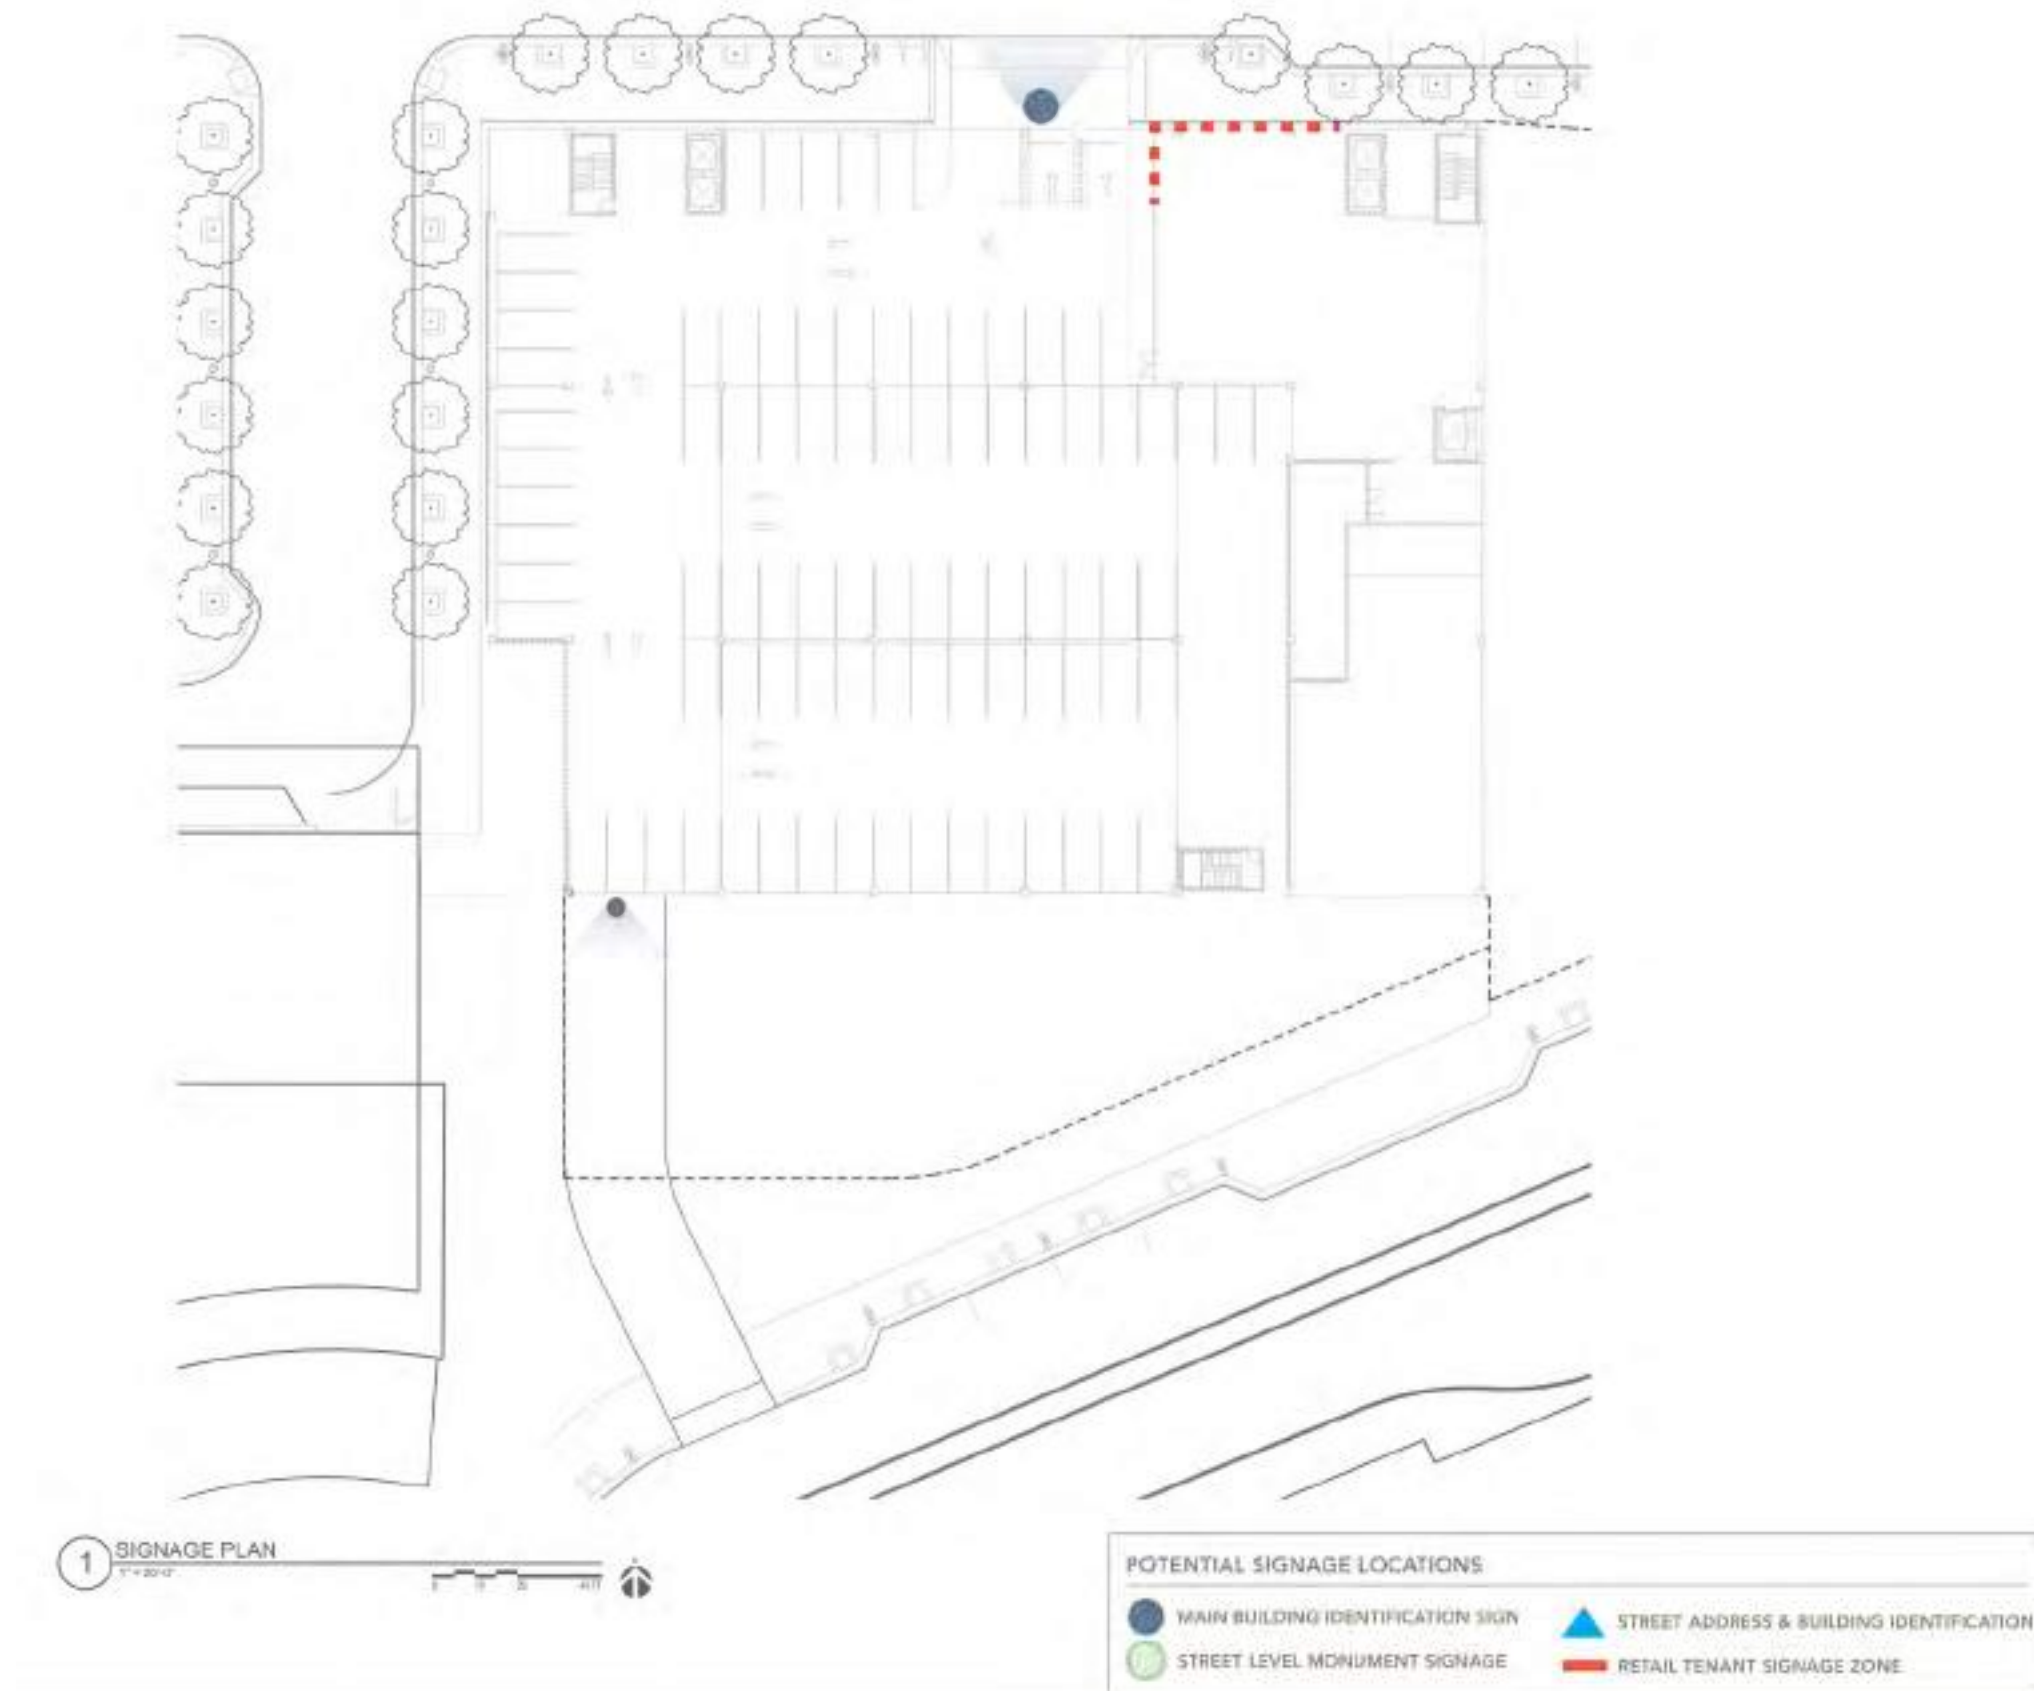 1
SIGNAGE PLAN
POTENTIAL SIGNAGE LOCATIONS
MAIN BUILDING IDENTIFICATION SIGN
STREET ADDRESS & BUILDING IDENTIFICATION
STREET LEVEL MONUMENT SIGNAGE
RETAIL TENANT SIGNAGE ZONE